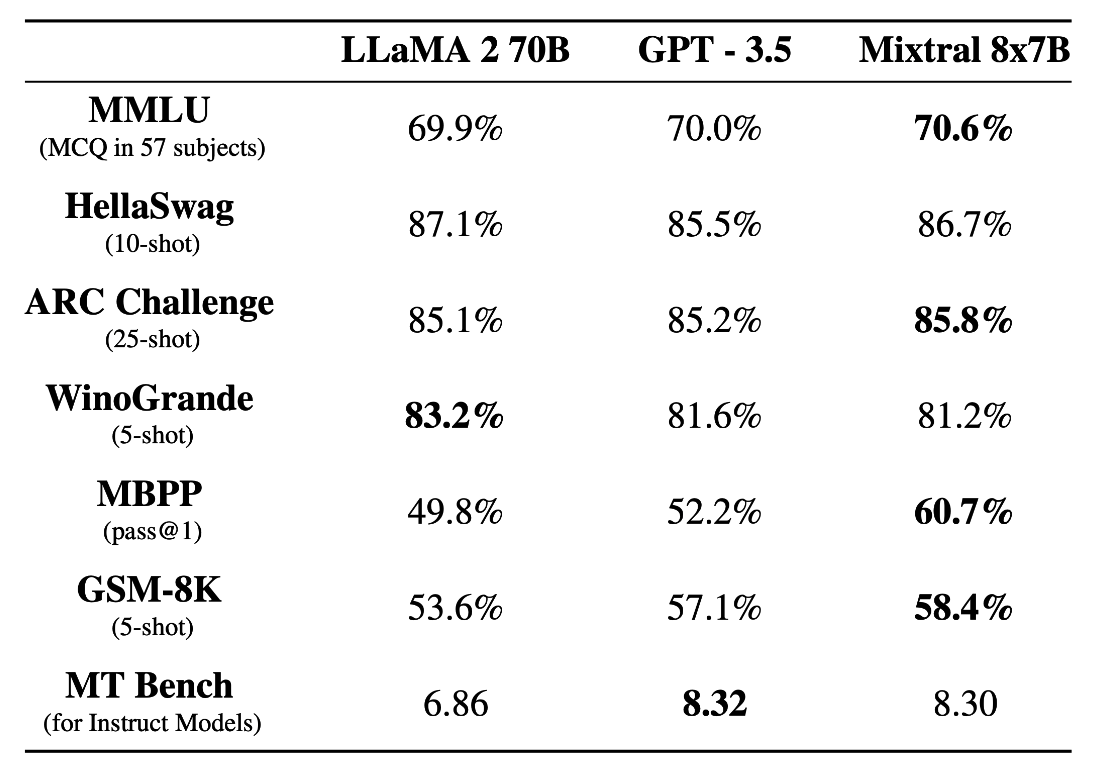 LLaMA 2 70B GPT - 3.5 Mixtral 8x7B
MMLU
(MCQ in 57 subjects) 69.9% 70.0% 70.6%
HellaSwag
(10-shot) 87.1% 85.5% 86.7%
ARC Challenge
(25-shot) 85.1% 85.2% 85.8%
WinoGrande
(5-shot) 83.2% 81.6% 81.2%
MBPP
(pass@1) 49.8% 52.2% 60.7%
GSM-8K
(5-shot) 53.6% 57.1% 58.4%
MT Bench
(for Instruct Models) 6.86 8.32 8.30